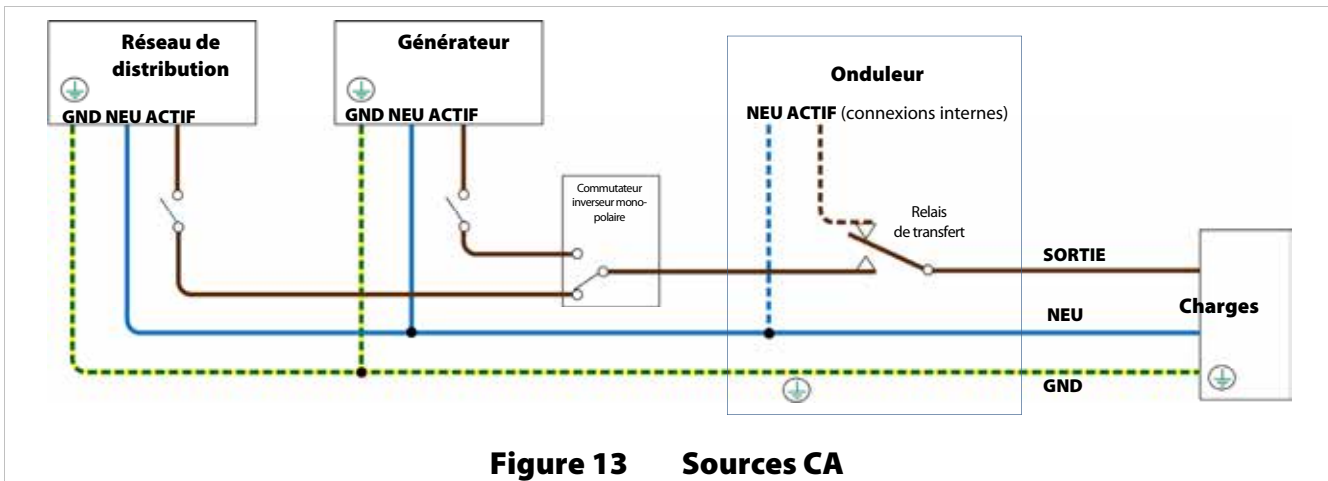 Réseau de
distribution
GND NEU ACTIF
Générateur
GND NEU ACTIF
Onduleur
NEU ACTIF (connexions internes)
Commutateur
inverseur mono-
polaire
Relais
de transfert
SORTIE
NEU
Charges
GND
Figure 13 Sources CA